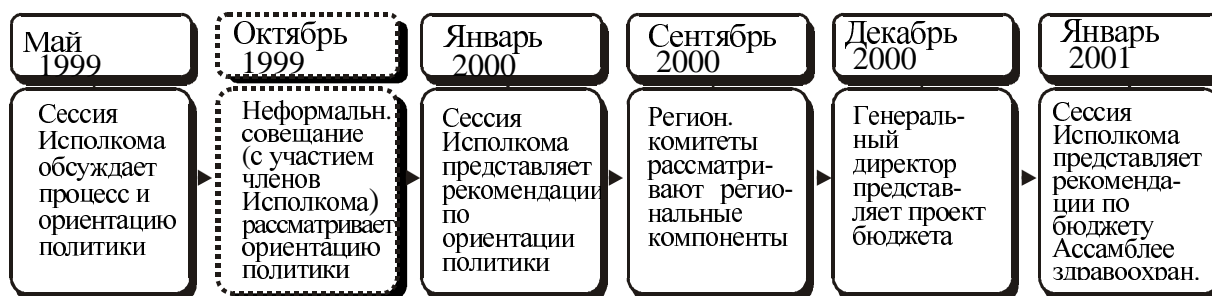 Май
1999
Сессия
Исполкома
обсуждает
процесс и
ориентацию
политики
Октябрь
1999
Неформальн.
совещание
(с участием
членов
Исполкома)
рассматривает
ориентацию
политики
Январь
2000
Сессия
Исполкома
представляет
рекомендации
по
ориентации
политики
Сентябрь
2000
Регион.
комитеты
рассматри-
вают регио-
нальные
компоненты
Декабрь
2000
Генераль-
ный
директор
представ-
ляет проект
бюджета
Январь
2001
Сессия
Исполкома
представляет
рекоменда-
ции по
бюджету
Ассамблее
здравоохран.